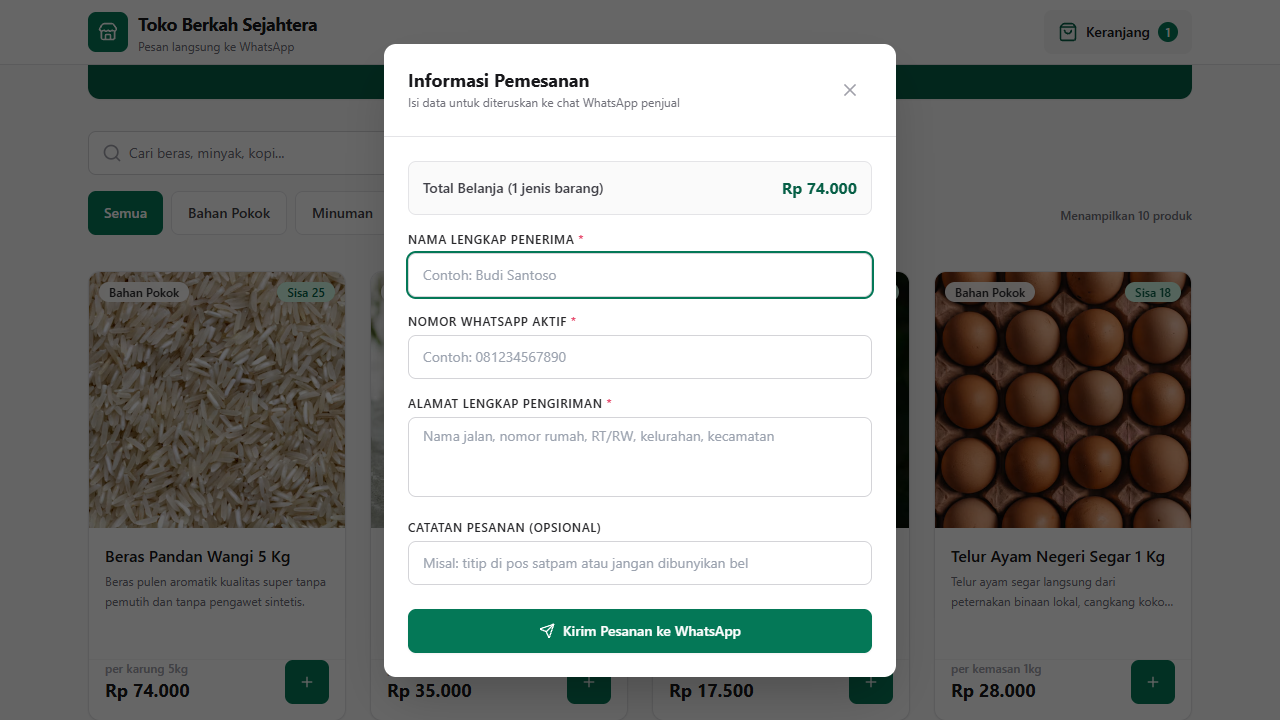 Toko Berkah Sejahtera
Pesan langsung ke WhatsApp
Keranjang 1
Cari beras, minyak, kopi...
Semua
Bahan Pokok
Minuman
Menampilkan 10 produk
Informasi Pemesanan
Isi data untuk diteruskan ke chat WhatsApp penjual
Total Belanja (1 jenis barang)
Rp 74.000
NAMA LENGKAP PENERIMA *
Contoh: Budi Santoso
NOMOR WHATSAPP AKTIF *
Contoh: 081234567890
ALAMAT LENGKAP PENGIRIMAN *
Nama jalan, nomor rumah, RT/RW, kelurahan, kecamatan
CATATAN PESANAN (OPSIONAL)
Misal: titip di pos satpam atau jangan dibunyikan bel
Kirim Pesanan ke WhatsApp
Bahan Pokok
Sisa 25
Beras Pandan Wangi 5 Kg
Beras pulen aromatik kualitas super tanpa
pemutih dan tanpa pengawet sintetis.
per karung 5kg
Rp 74.000
+
Rp 35.000
+
Rp 17.500
+
Bahan Pokok
Sisa 18
Telur Ayam Negeri Segar 1 Kg
Telur ayam segar langsung dari
peternakan binaan lokal, cangkang koko...
per kemasan 1kg
Rp 28.000
+